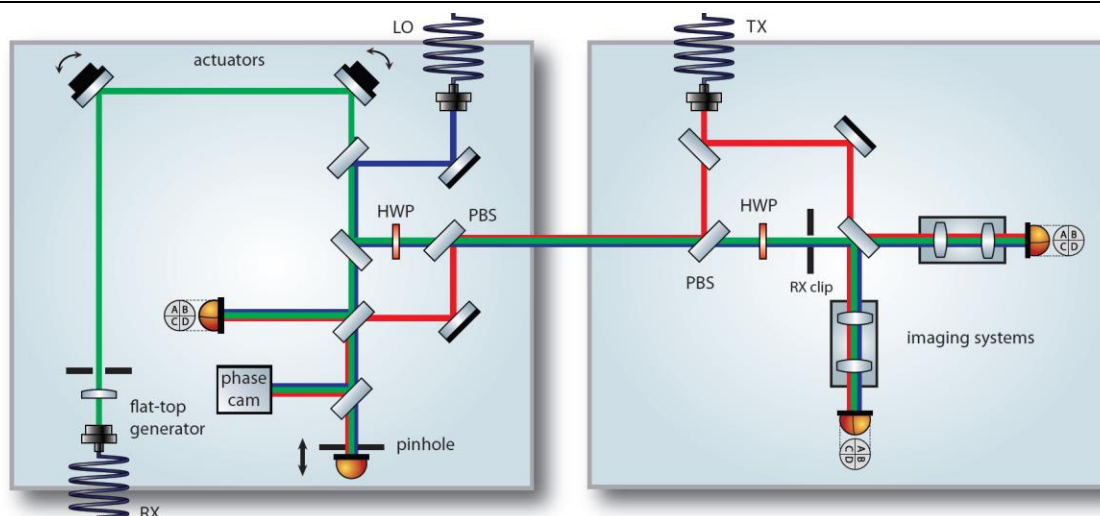 LO
TX
actuators
HWP
PBS
HWP
PBS
RX clip
A B
C D
A B
C D
imaging systems
phase
cam
flat-top
generator
pinhole
A B
C D
RX